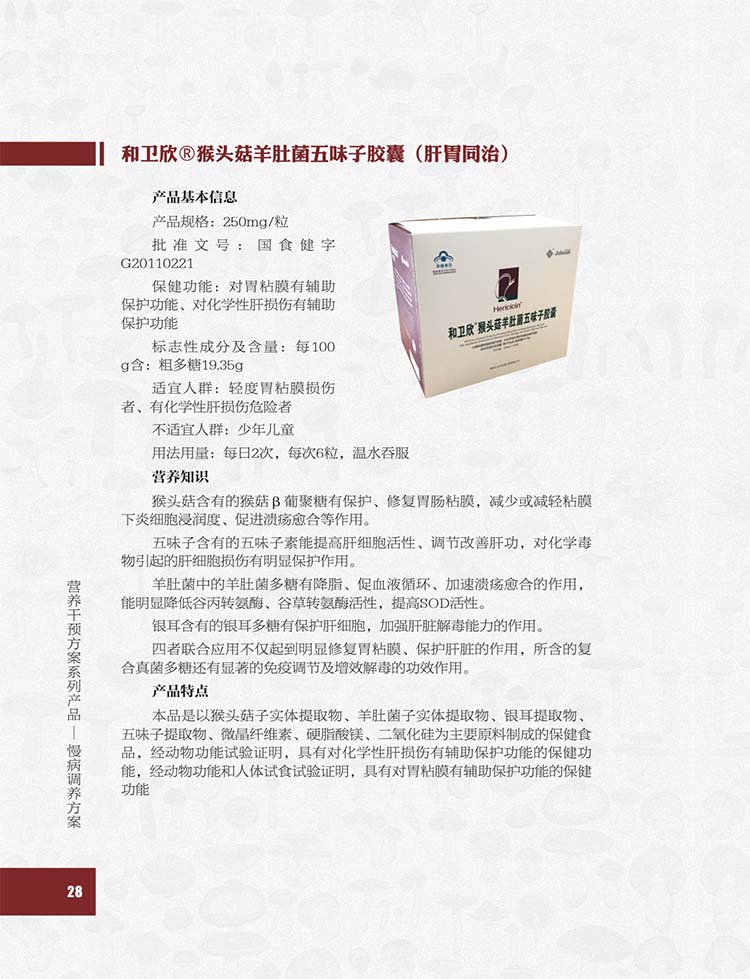 和卫欣®猴头菇羊肚菌五味子胶囊（肝胃同治）
产品基本信息
产品规格：250mg/粒
批准文号：国食健字
G20110221
保健功能：对胃粘膜有辅助
保护功能、对化学性肝损伤有辅助
保护功能
标志性成分及含量：每100
g含：粗多糖19.35g
适宜人群：轻度胃粘膜损伤
者、有化学性肝损伤危险者
不适宜人群：少年儿童
用法用量：每日2次，每次6粒，温水吞服
保健食品
Johncan
Hericicin®
和卫欣®猴头菇羊肚菌五味子胶囊
营养知识
猴头菇含有的猴菇β葡聚糖有保护、修复胃肠粘膜，减少或减轻粘膜
下炎细胞浸润度、促进溃疡愈合等作用。
五味子含有的五味子素能提高肝细胞活性、调节改善肝功，对化学毒
物引起的肝细胞损伤有明显保护作用。
羊肚菌中的羊肚菌多糖有降脂、促血液循环、加速溃疡愈合的作用，
能明显降低谷丙转氨酶、谷草转氨酶活性，提高SOD活性。
银耳含有的银耳多糖有保护肝细胞，加强肝脏解毒能力的作用。
四者联合应用不仅起到明显修复胃粘膜、保护肝脏的作用，所含的复
合真菌多糖还有显著的免疫调节及增效解毒的功效作用。
产品特点
本品是以猴头菇子实体提取物、羊肚菌子实体提取物、银耳提取物、
五味子提取物、微晶纤维素、硬脂酸镁、二氧化硅为主要原料制成的保健食
品，经动物功能试验证明，具有对化学性肝损伤有辅助保护功能的保健功
能，经动物功能和人体试食试验证明，具有对胃粘膜有辅助保护功能的保健
功能
营养干预方案系列产品—慢病调养方案
28